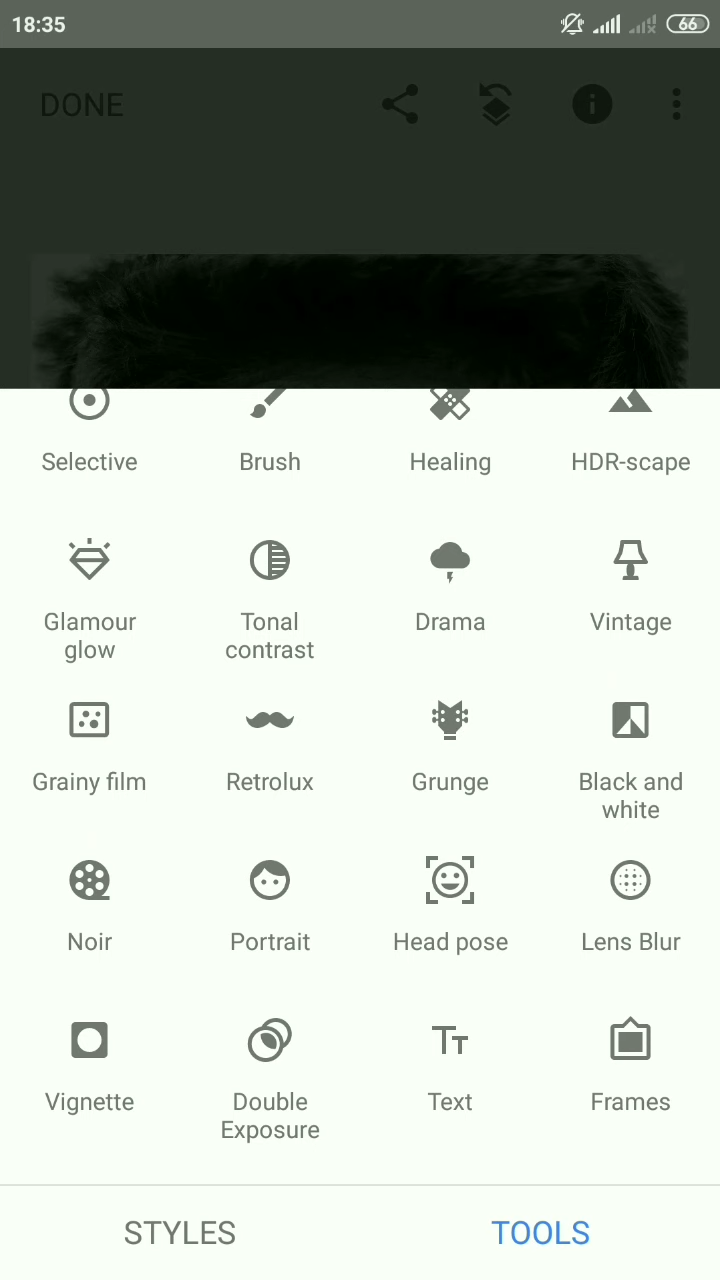 18:35
66
DONE
Selective
Brush
Healing
HDR-scape
Glamour
glow
Tonal
contrast
Drama
Vintage
Grainy film
Retrolux
Grunge
Black and
white
Noir
Portrait
Head pose
Lens Blur
Vignette
Double
Exposure
Text
Frames
STYLES
TOOLS